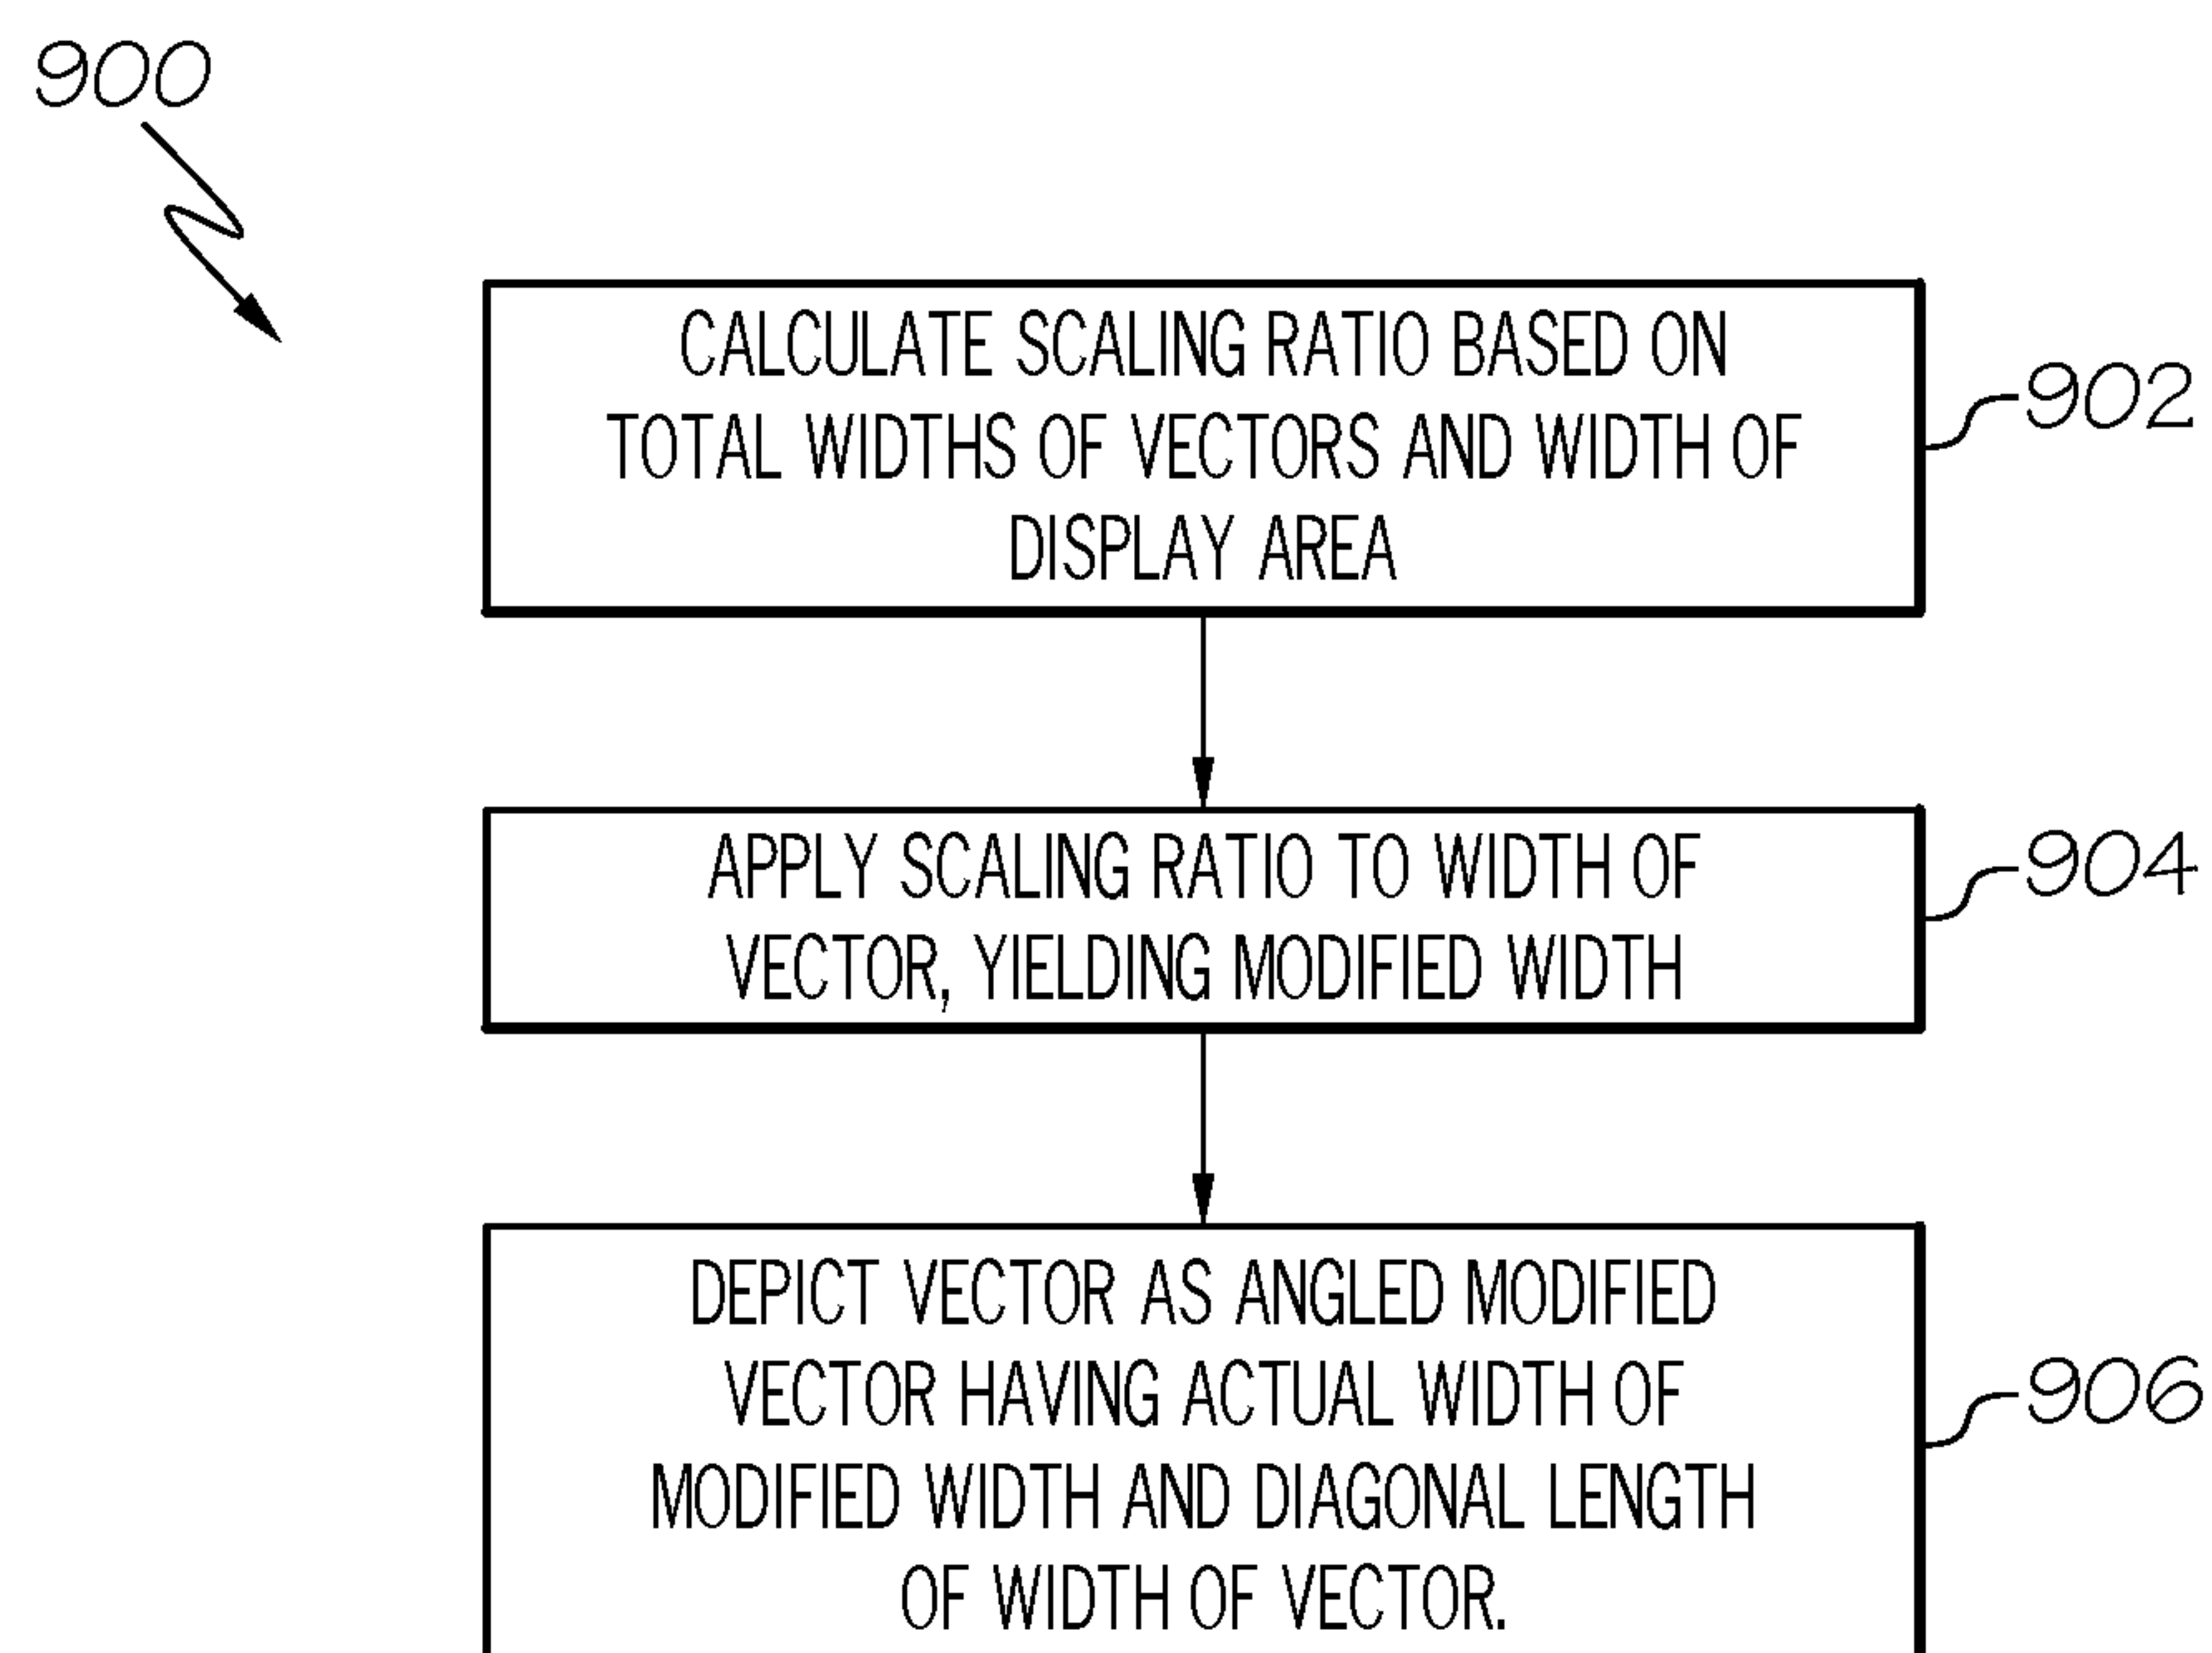 900
CALCULATE SCALING RATIO BASED ON
TOTAL WIDTHS OF VECTORS AND WIDTH OF
DISPLAY AREA
902
APPLY SCALING RATIO TO WIDTH OF
VECTOR, YIELDING MODIFIED WIDTH
904
DEPICT VECTOR AS ANGLED MODIFIED
VECTOR HAVING ACTUAL WIDTH OF
MODIFIED WIDTH AND DIAGONAL LENGTH
OF WIDTH OF VECTOR.
906